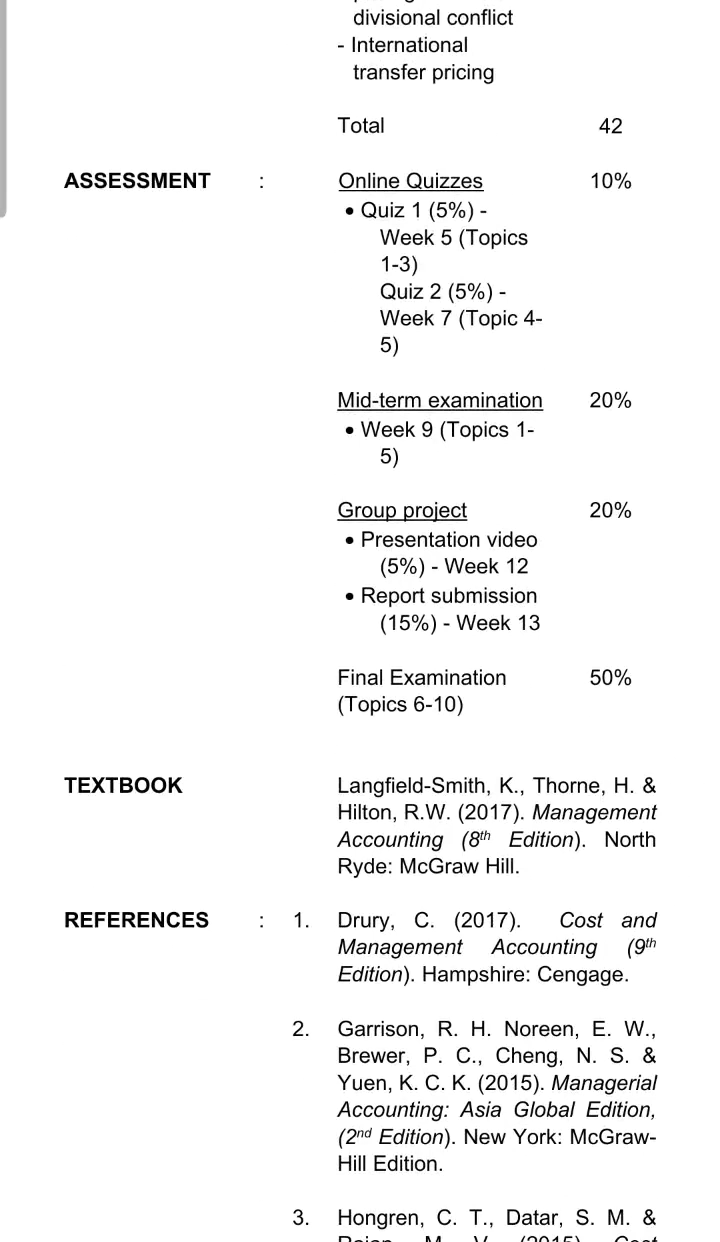 divisional conflict
- International
transfer pricing
Total 42
ASSESSMENT : Online Quizzes 10%
• Quiz 1 (5%) -
Week 5 (Topics
1-3)
Quiz 2 (5%) -
Week 7 (Topic 4-
5)
Mid-term examination 20%
• Week 9 (Topics 1-
5)
Group project 20%
• Presentation video
(5%) - Week 12
• Report submission
(15%) - Week 13
Final Examination 50%
(Topics 6-10)
TEXTBOOK Langfield-Smith, K., Thorne, H. &
Hilton, R.W. (2017). Management
Accounting (8th Edition). North
Ryde: McGraw Hill.
REFERENCES : 1. Drury, C. (2017). Cost and
Management Accounting (9th
Edition). Hampshire: Cengage.
2. Garrison, R. H. Noreen, E. W.,
Brewer, P. C., Cheng, N. S. &
Yuen, K. C. K. (2015). Managerial
Accounting: Asia Global Edition,
(2nd Edition). New York: McGraw-
Hill Edition.
3. Hongren, C. T., Datar, S. M. &